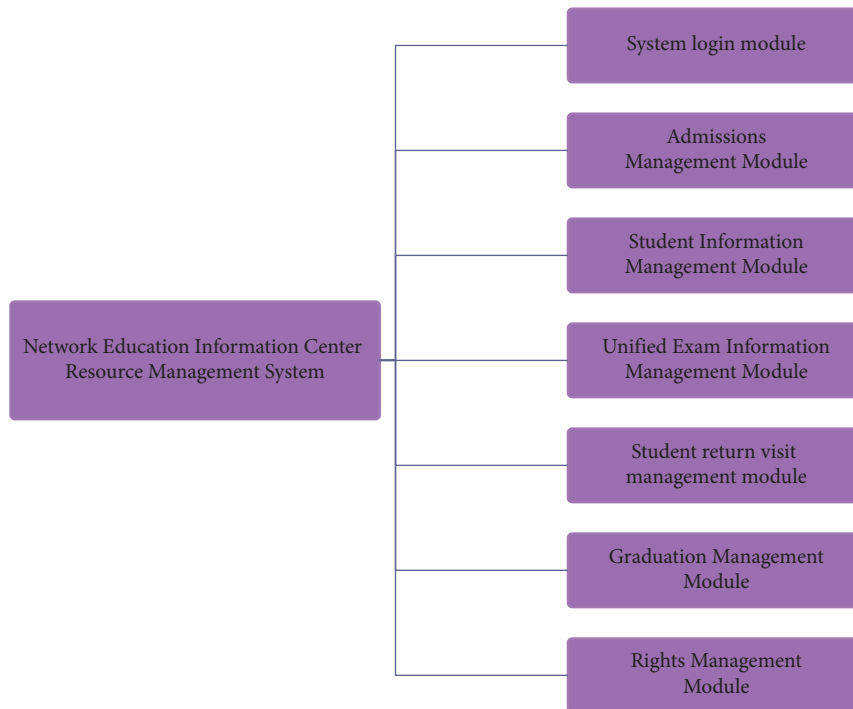 System login module
Admissions
Management Module
Student Information
Management Module
Network Education Information Center
Resource Management System
Unified Exam Information
Management Module
Student return visit
management module
Graduation Management
Module
Rights Management
Module